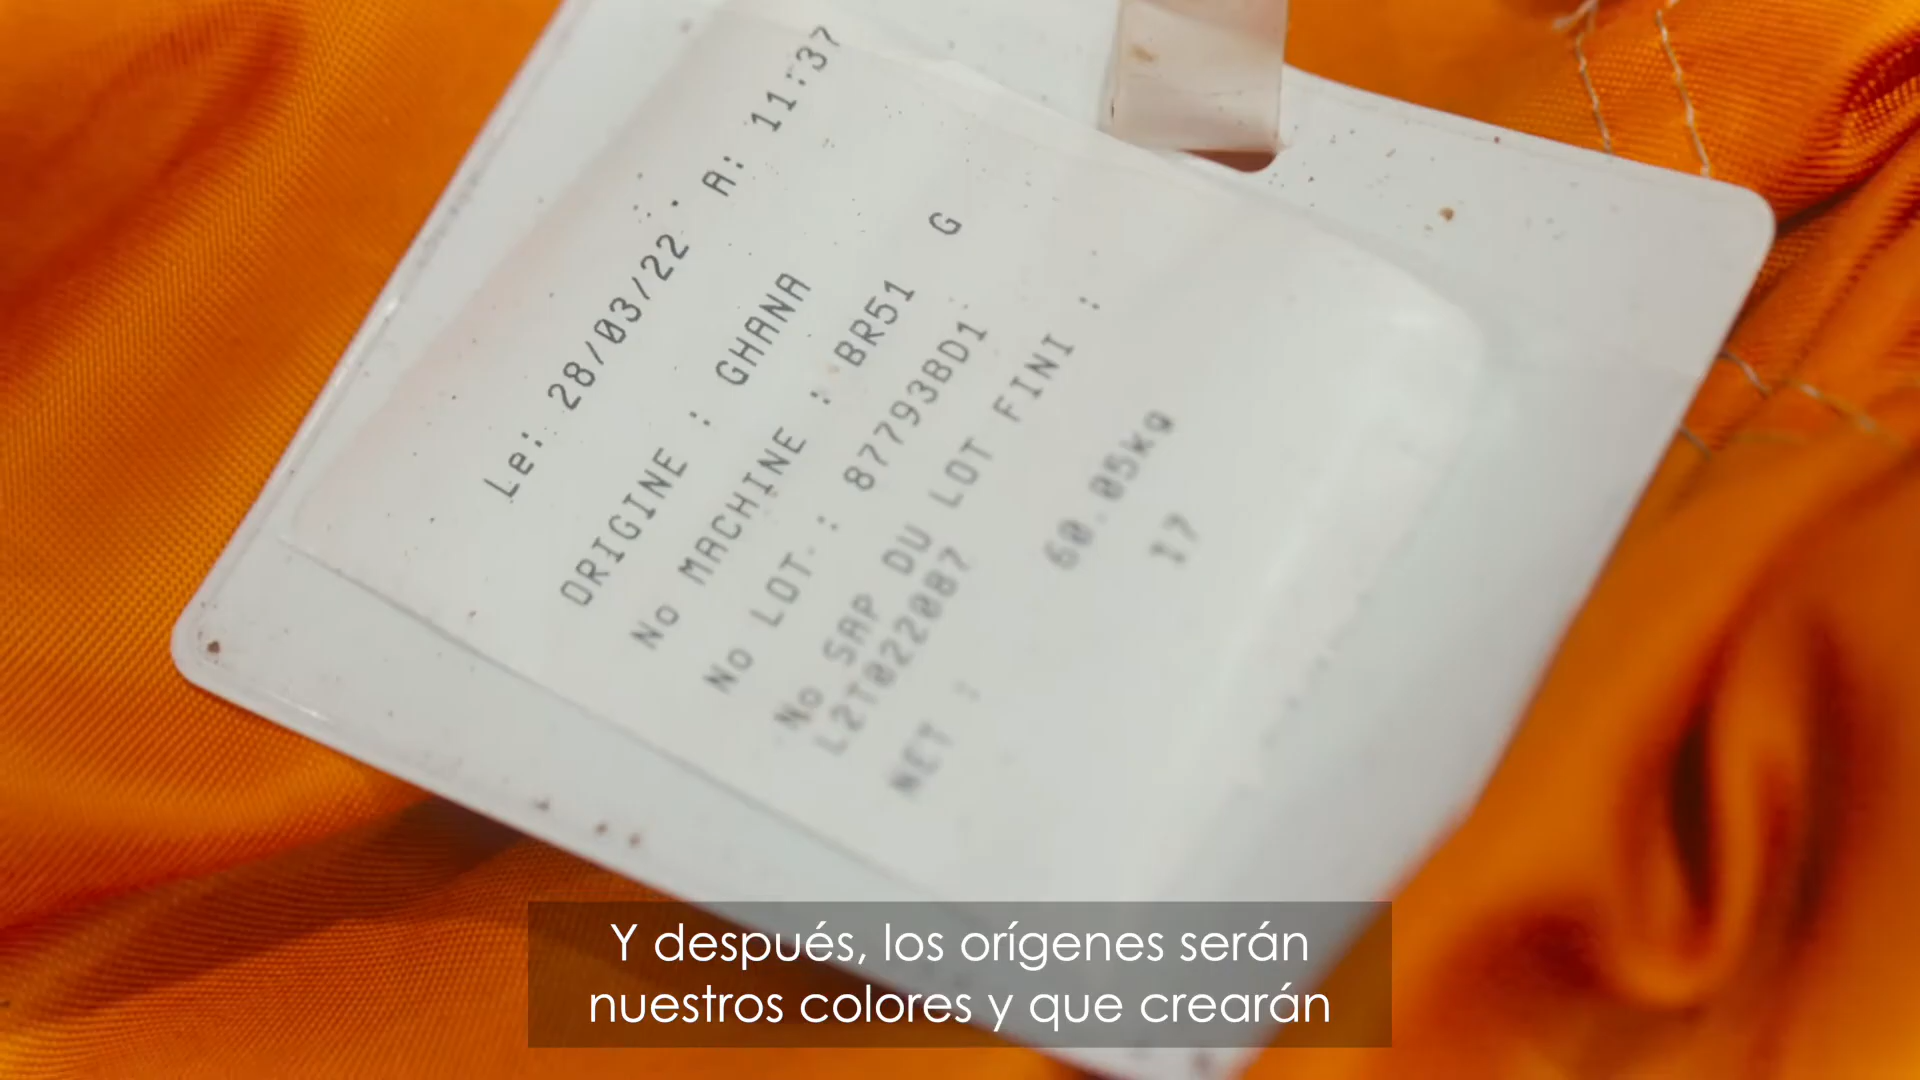 Le: 28/03/22 A: 11:37
ORIGINE : GHANA
No MACHINE : BR51 G
No LOT : 87793BD1
No SAP DU LOT FINI :
L2T022087
NET : 60.05kg
17
Y después, los orígenes serán
nuestros colores y que crearán